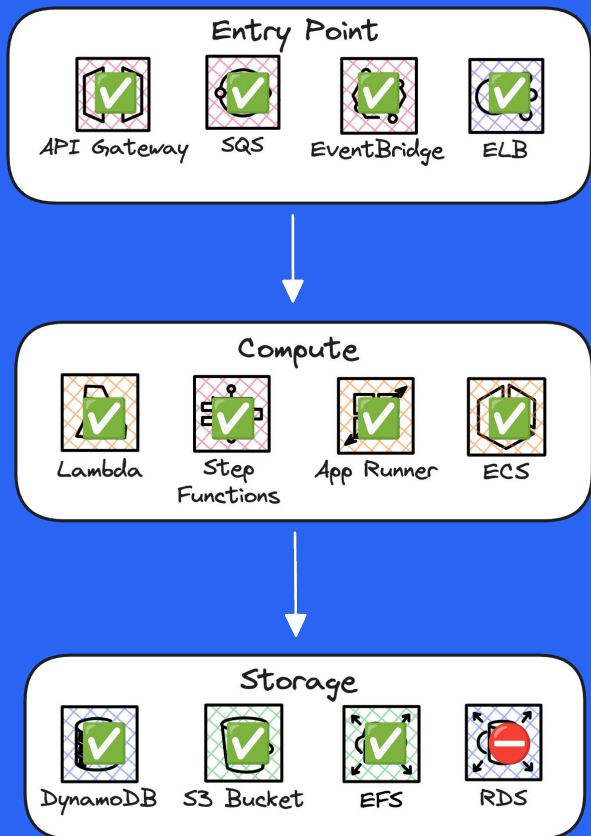 Entry Point
API Gateway
SQS
EventBridge
ELB
Compute
Lambda
Step
Functions
App Runner
ECS
Storage
DynamoDB
S3 Bucket
EFS
RDS